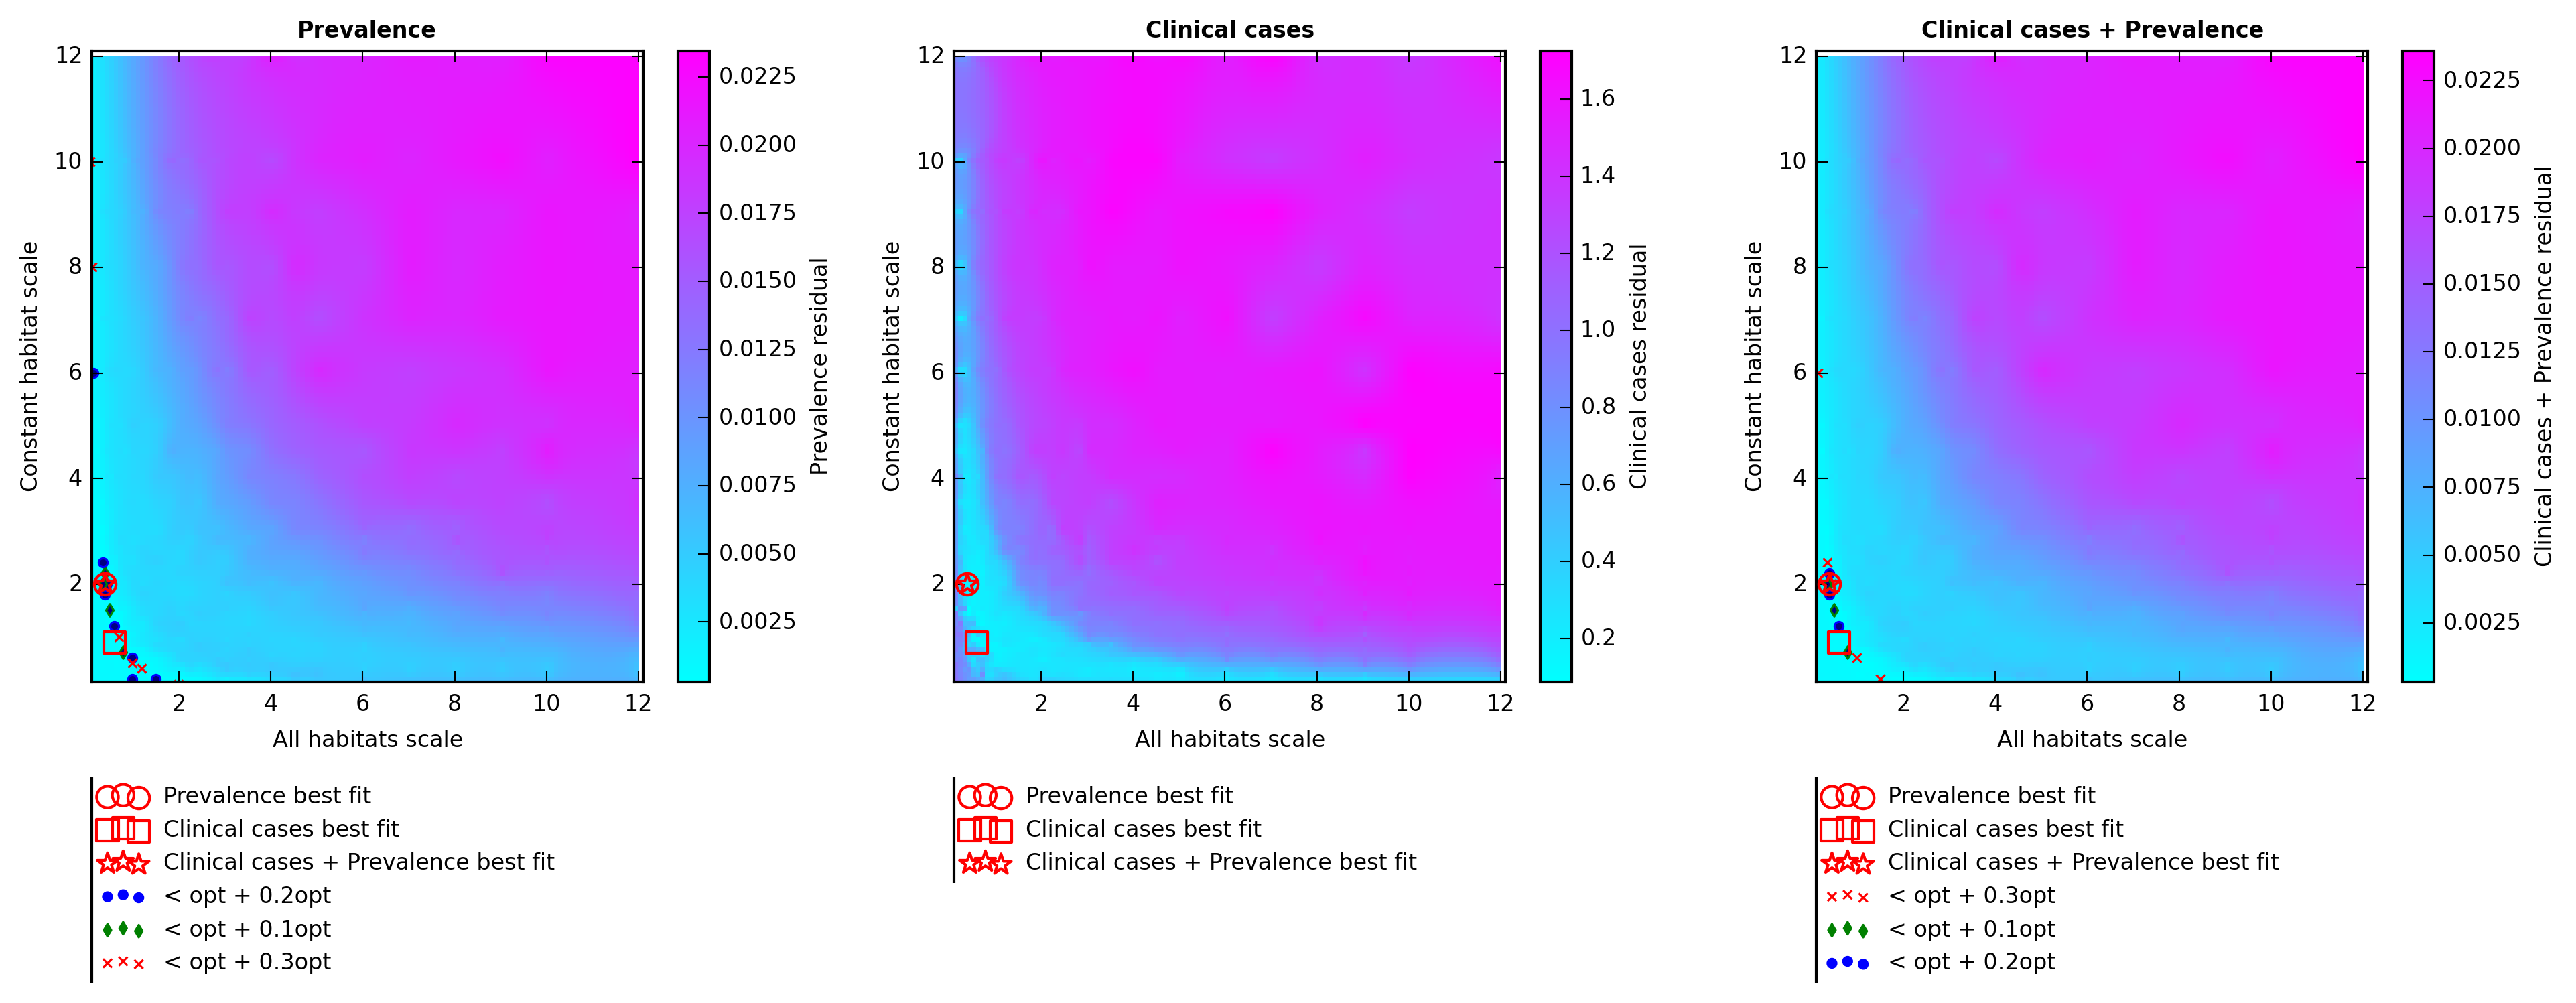 Prevalence
12
10
8
6
4
2
Constant habitat scale
2 4 6 8 10 12
All habitats scale
0.0225
0.0200
0.0175
0.0150
0.0125
0.0100
0.0075
0.0050
0.0025
Prevalence residual
Prevalence best fit
Clinical cases best fit
Clinical cases + Prevalence best fit
< opt + 0.2opt
< opt + 0.1opt
< opt + 0.3opt
Clinical cases
12
10
8
6
4
2
Constant habitat scale
2 4 6 8 10 12
All habitats scale
1.6
1.4
1.2
1.0
0.8
0.6
0.4
0.2
Clinical cases residual
Prevalence best fit
Clinical cases best fit
Clinical cases + Prevalence best fit
Clinical cases + Prevalence
12
10
8
6
4
2
Constant habitat scale
2 4 6 8 10 12
All habitats scale
0.0225
0.0200
0.0175
0.0150
0.0125
0.0100
0.0075
0.0050
0.0025
Clinical cases + Prevalence residual
Prevalence best fit
Clinical cases best fit
Clinical cases + Prevalence best fit
< opt + 0.3opt
< opt + 0.1opt
< opt + 0.2opt